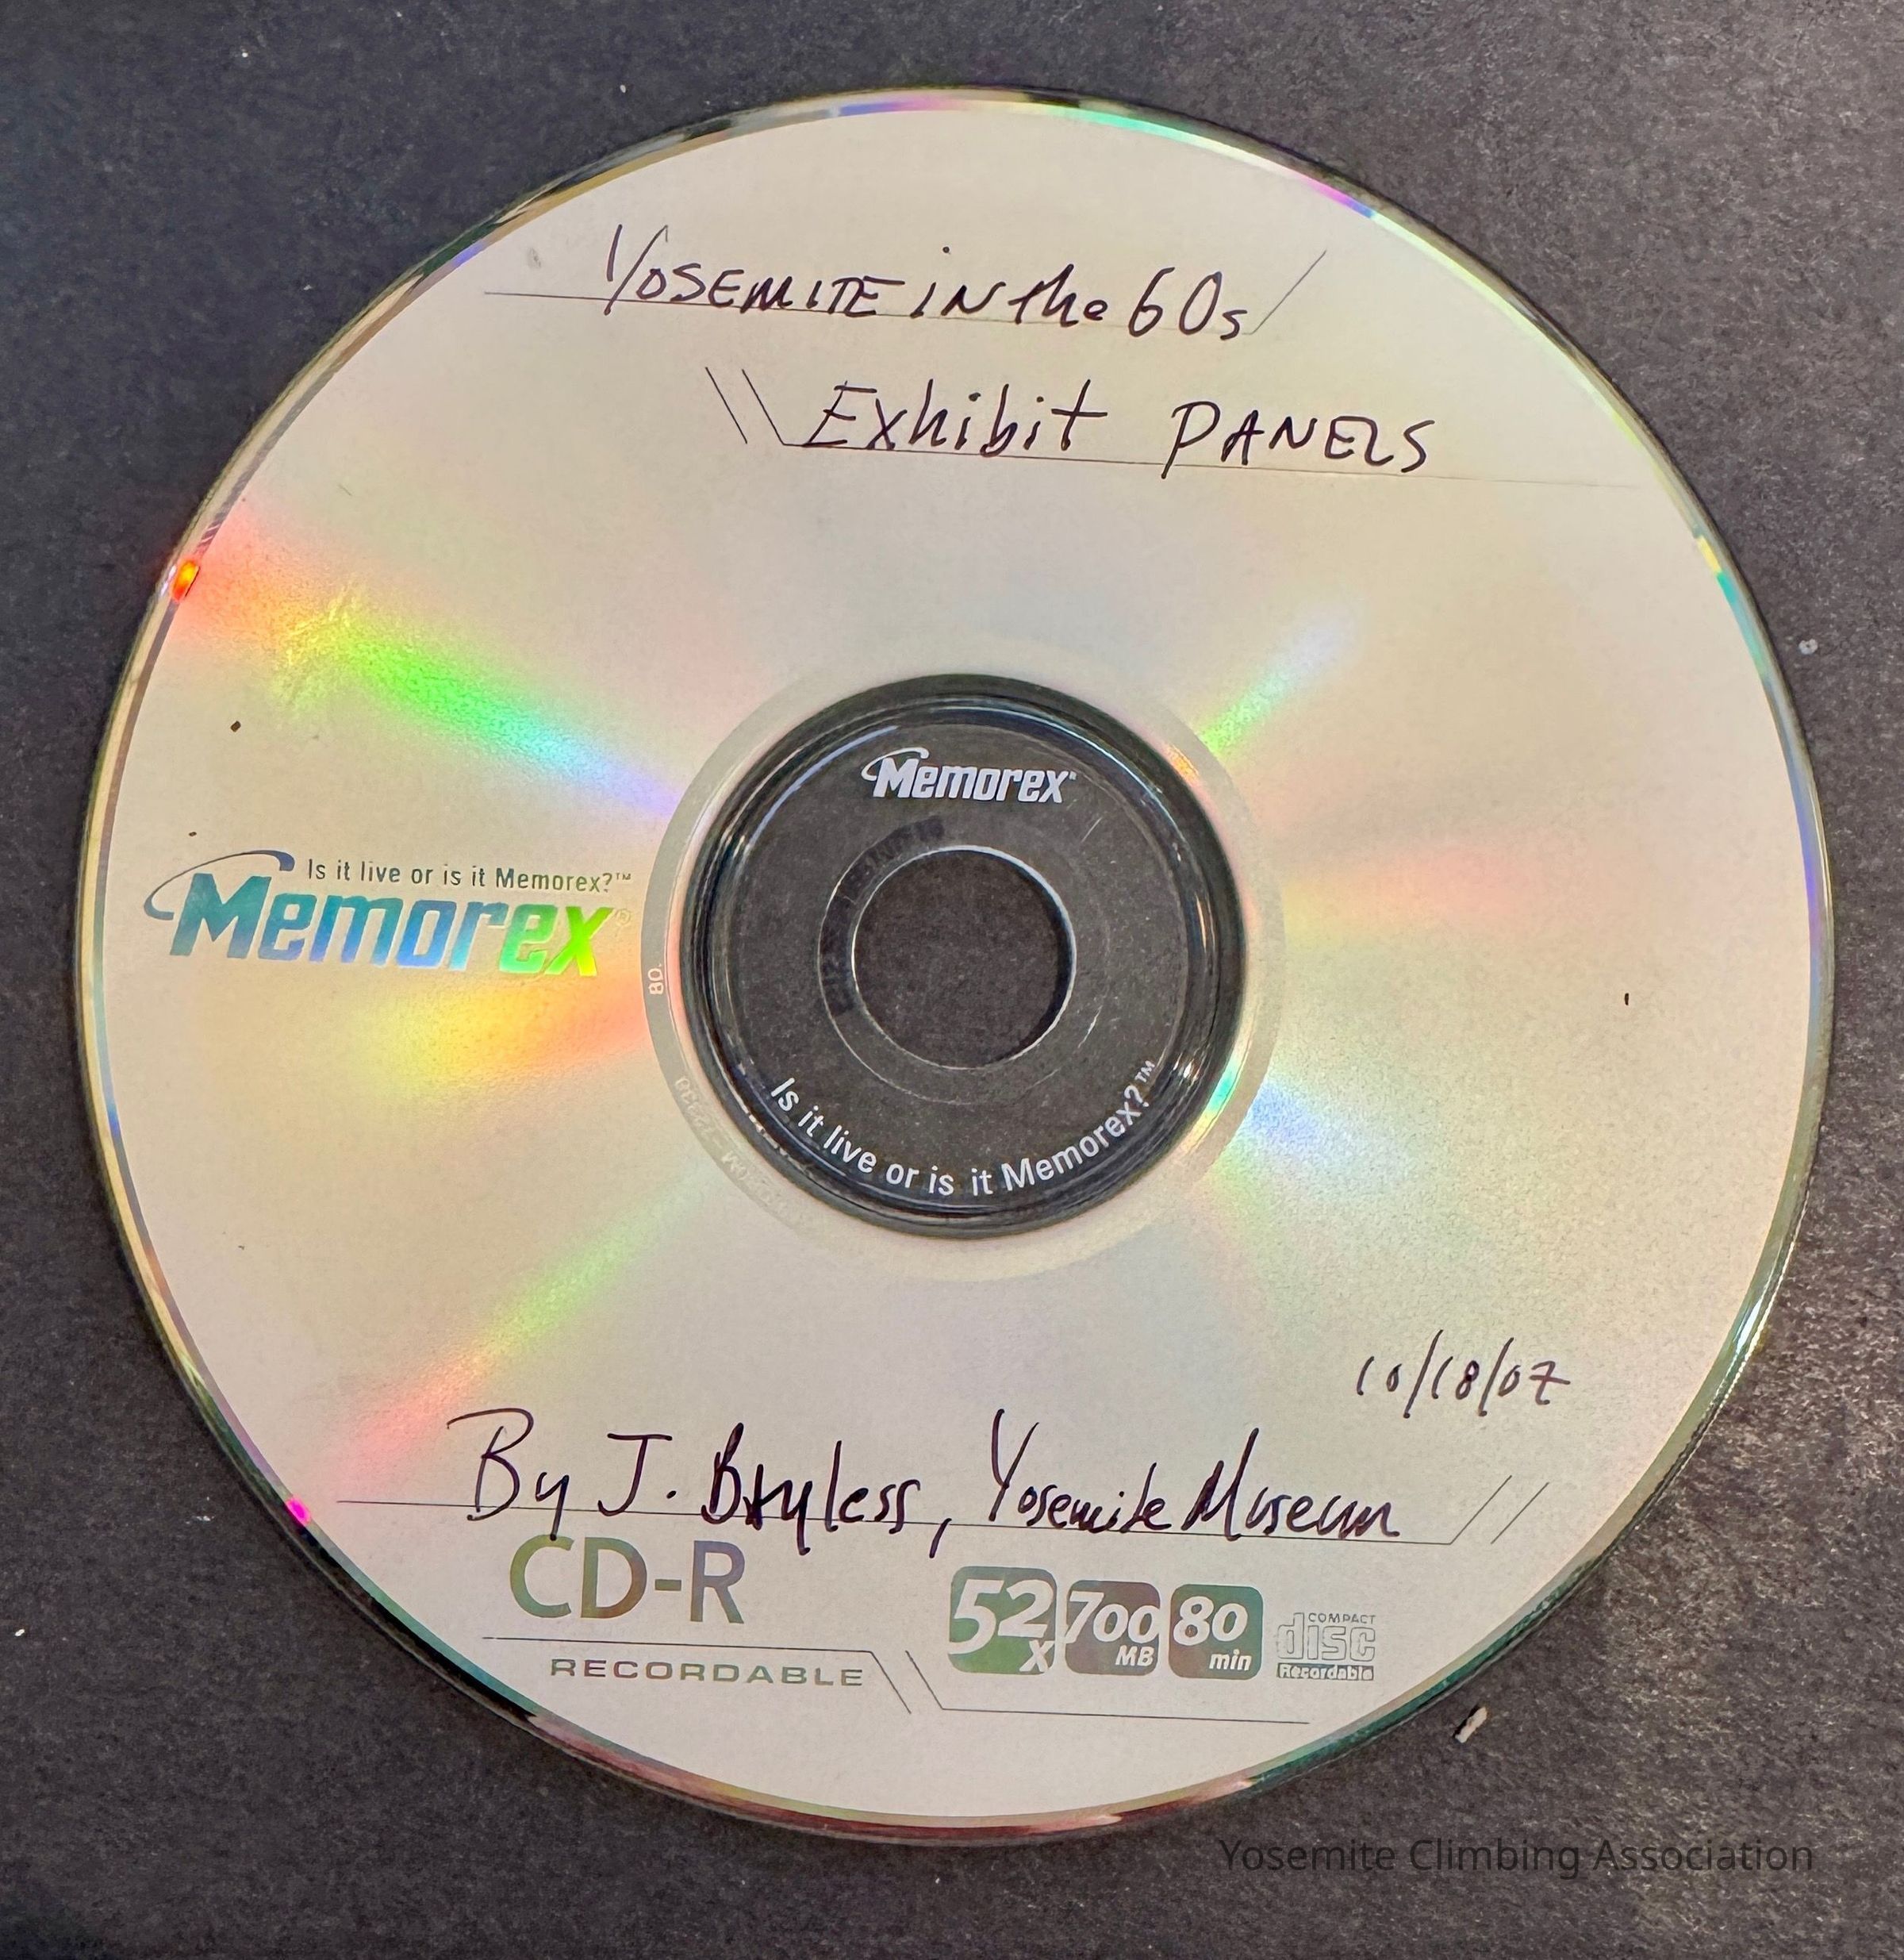 YOSEMITE iN the 60s
Exhibit PANELS
Memorex
Is it live or is it Memorex?™
Memorex®
BO.
Is it live or is it Memorex?™
10/18/07
By J. Bayless, Yosemite Museum
CD-R
RECORDABLE
52x 700 MB 80 min
COMPACT disc Recordable
Yosemite Climbing Association